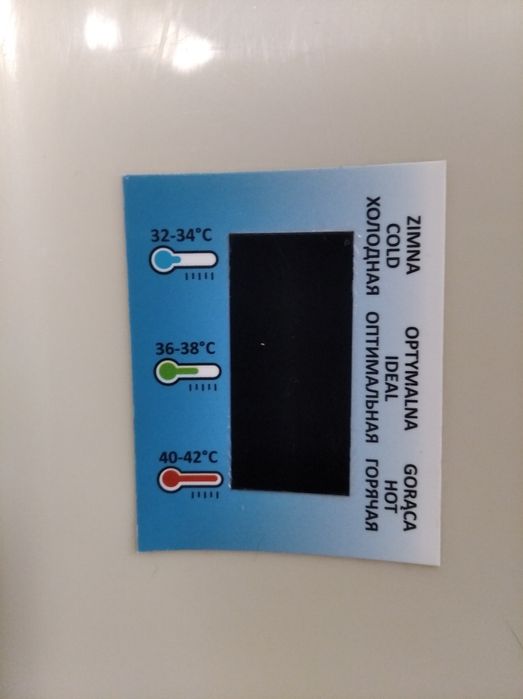 32-34°C
36-38°C
40-42°C
ZIMNA
COLD
ХОЛОДНАЯ
OPTYMALNA
IDEAL
ОПТИМАЛЬНАЯ
GORĄCA
HOT
ГОРЯЧАЯ